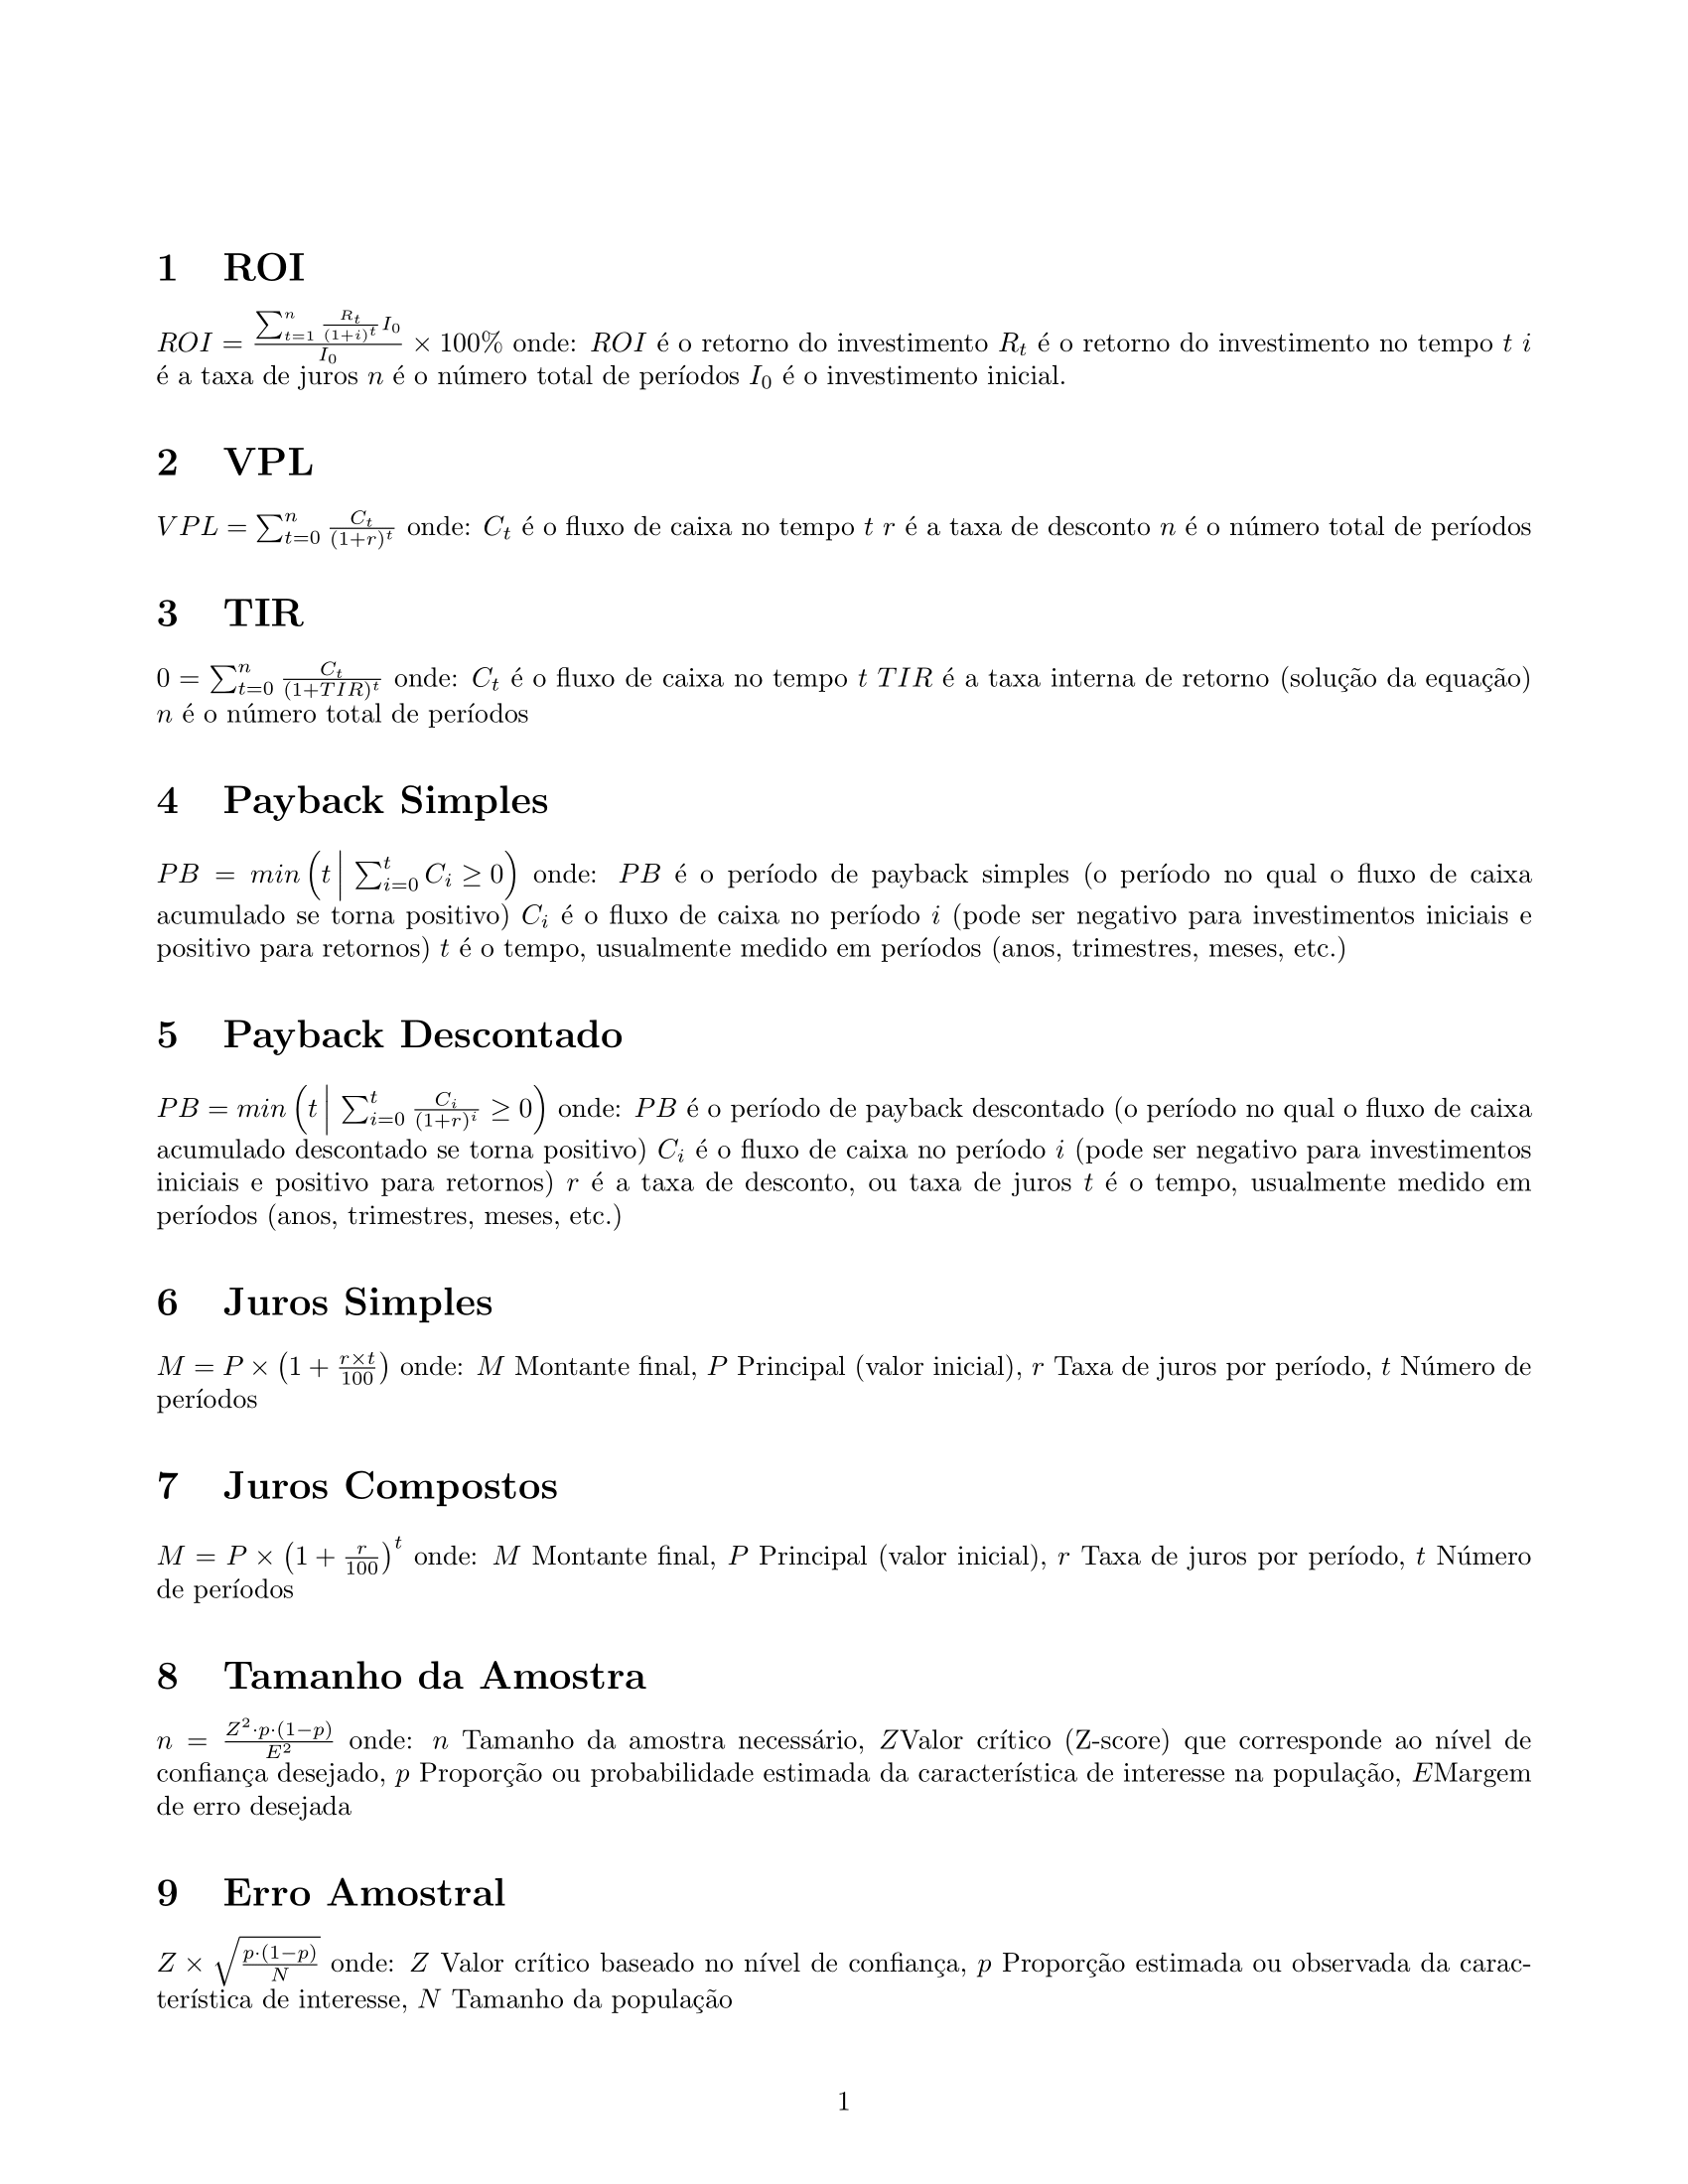 1 ROI
$ROI = \frac{\sum_{t=1}^{n} \frac{R_t}{(1+i)^t} I_0}{I_0} \times 100\%$ onde: $ROI$ é o retorno do investimento $R_t$ é o retorno do investimento no tempo $t$ $i$
é a taxa de juros $n$ é o número total de períodos $I_0$ é o investimento inicial.
2 VPL
$VPL = \sum_{t=0}^{n} \frac{C_t}{(1+r)^t}$ onde: $C_t$ é o fluxo de caixa no tempo $t$ $r$ é a taxa de desconto $n$ é o número total de períodos
3 TIR
$0 = \sum_{t=0}^{n} \frac{C_t}{(1+TIR)^t}$ onde: $C_t$ é o fluxo de caixa no tempo $t$ $TIR$ é a taxa interna de retorno (solução da equação)
$n$ é o número total de períodos
4 Payback Simples
$PB = min \left( t \middle| \sum_{i=0}^{t} C_i \geq 0 \right)$ onde: $PB$ é o período de payback simples (o período no qual o fluxo de caixa
acumulado se torna positivo) $C_i$ é o fluxo de caixa no período $i$ (pode ser negativo para investimentos iniciais e
positivo para retornos) $t$ é o tempo, usualmente medido em períodos (anos, trimestres, meses, etc.)
5 Payback Descontado
$PB = min \left( t \middle| \sum_{i=0}^{t} \frac{C_i}{(1+r)^i} \geq 0 \right)$ onde: $PB$ é o período de payback descontado (o período no qual o fluxo de caixa
acumulado descontado se torna positivo) $C_i$ é o fluxo de caixa no período $i$ (pode ser negativo para investimentos
iniciais e positivo para retornos) $r$ é a taxa de desconto, ou taxa de juros $t$ é o tempo, usualmente medido em
períodos (anos, trimestres, meses, etc.)
6 Juros Simples
$M = P \times \left(1 + \frac{r \times t}{100}\right)$ onde: $M$ Montante final, $P$ Principal (valor inicial), $r$ Taxa de juros por período, $t$ Número de
períodos
7 Juros Compostos
$M = P \times \left(1 + \frac{r}{100}\right)^t$ onde: $M$ Montante final, $P$ Principal (valor inicial), $r$ Taxa de juros por período, $t$ Número
de períodos
8 Tamanho da Amostra
$n = \frac{Z^2 \cdot p \cdot (1-p)}{E^2}$ onde: $n$ Tamanho da amostra necessário, $Z$Valor crítico (Z-score) que corresponde ao nível de
confiança desejado, $p$ Proporção ou probabilidade estimada da característica de interesse na população, $E$Margem
de erro desejada
9 Erro Amostral
$Z \times \sqrt{\frac{p \cdot (1-p)}{N}}$ onde: $Z$ Valor crítico baseado no nível de confiança, $p$ Proporção estimada ou observada da carac-
terística de interesse, $N$ Tamanho da população
1